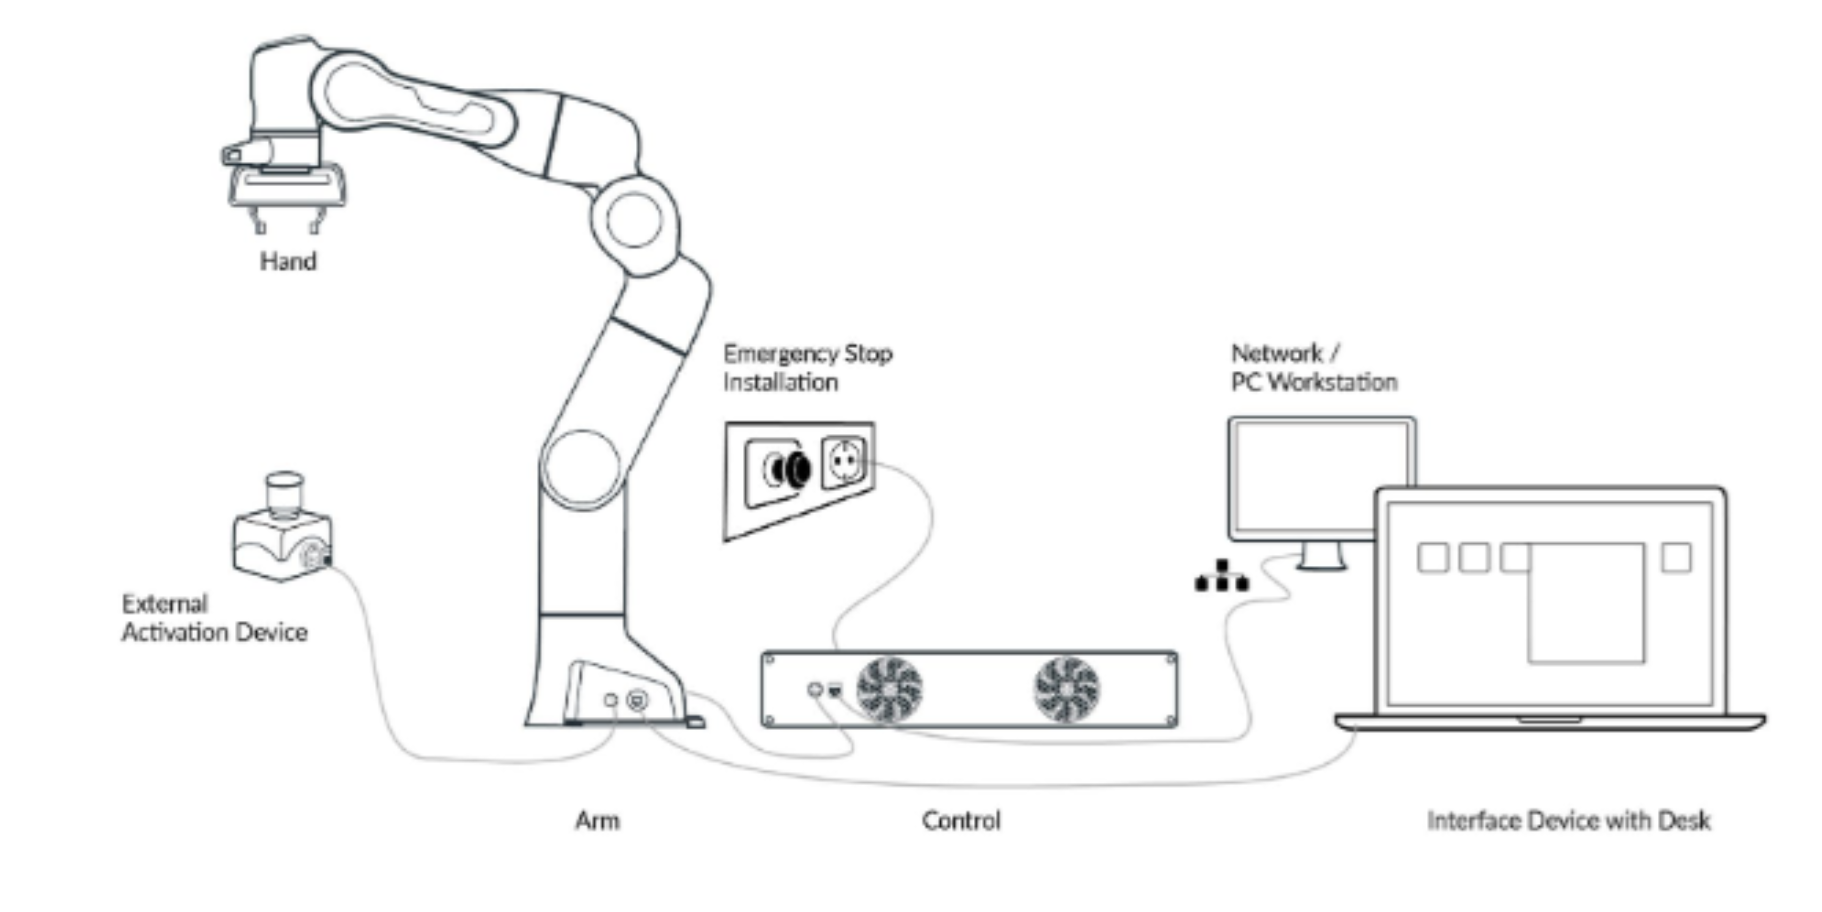 Hand
Emergency Stop
Installation
Network /
PC Workstation
External
Activation Device
Arm
Control
Interface Device with Desk